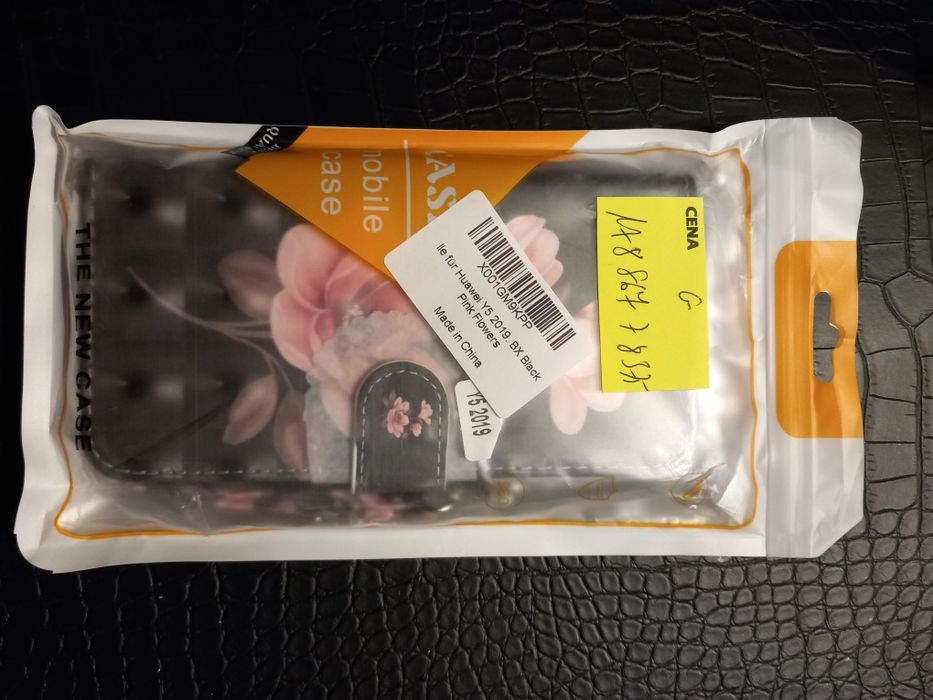 THE NEW CASE
CASE
mobile
case
X001GM9KPP
lle für Huawei Y5 2019, BX Black
Pink Flowers
Made in China
Y5 2019
CENA
G